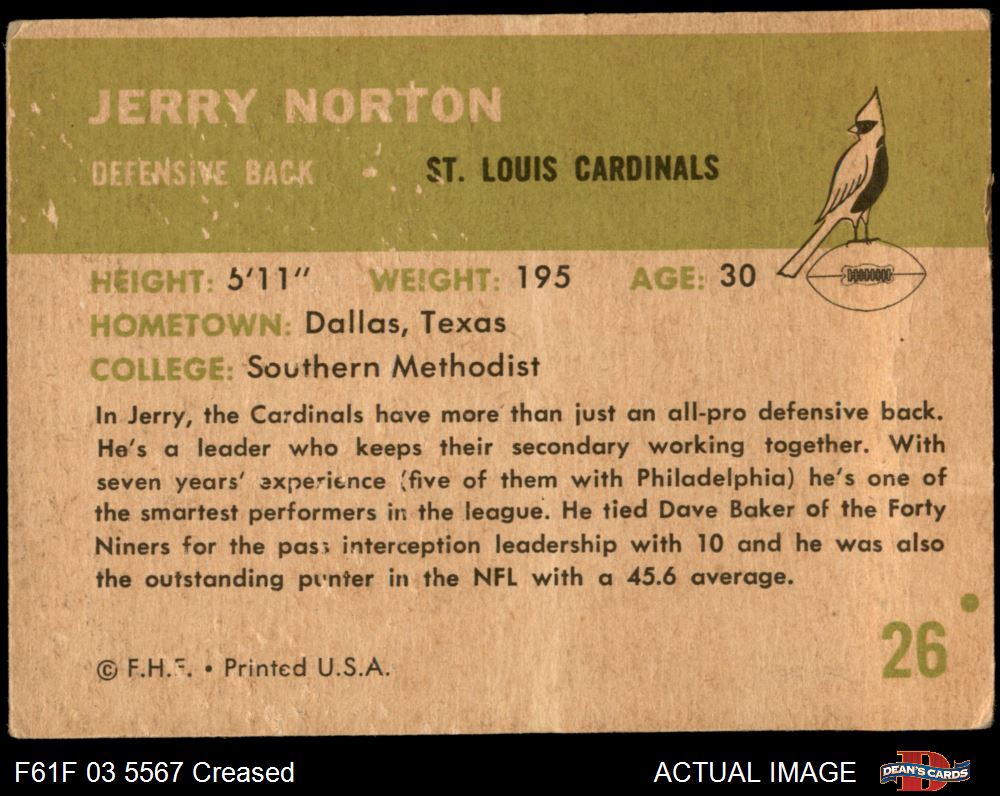 JERRY NORTON
DEFENSIVE BACK ST. LOUIS CARDINALS
HEIGHT: 5'11" WEIGHT: 195 AGE: 30
HOMETOWN: Dallas, Texas
COLLEGE: Southern Methodist
In Jerry, the Cardinals have more than just an all-pro defensive back.
He's a leader who keeps their secondary working together. With
seven years' experience (five of them with Philadelphia) he's one of
the smartest performers in the league. He tied Dave Baker of the Forty
Niners for the pass interception leadership with 10 and he was also
the outstanding punter in the NFL with a 45.6 average.
26
© F.H.F. • Printed U.S.A.
F61F 03 5567 Creased ACTUAL IMAGE DEAN'S CARDS